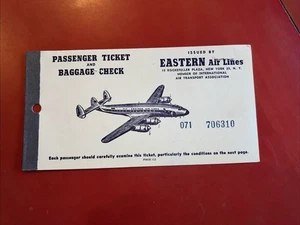 PASSENGER TICKET
AND
BAGGAGE CHECK
ISSUED BY
EASTERN Air Lines
10 ROCKEFELLER PLAZA, NEW YORK 20, N. Y.
MEMBER OF INTERNATIONAL
AIR TRANSPORT ASSOCIATION
071 706310
Each passenger should carefully examine this ticket, particularly the conditions on the next page.